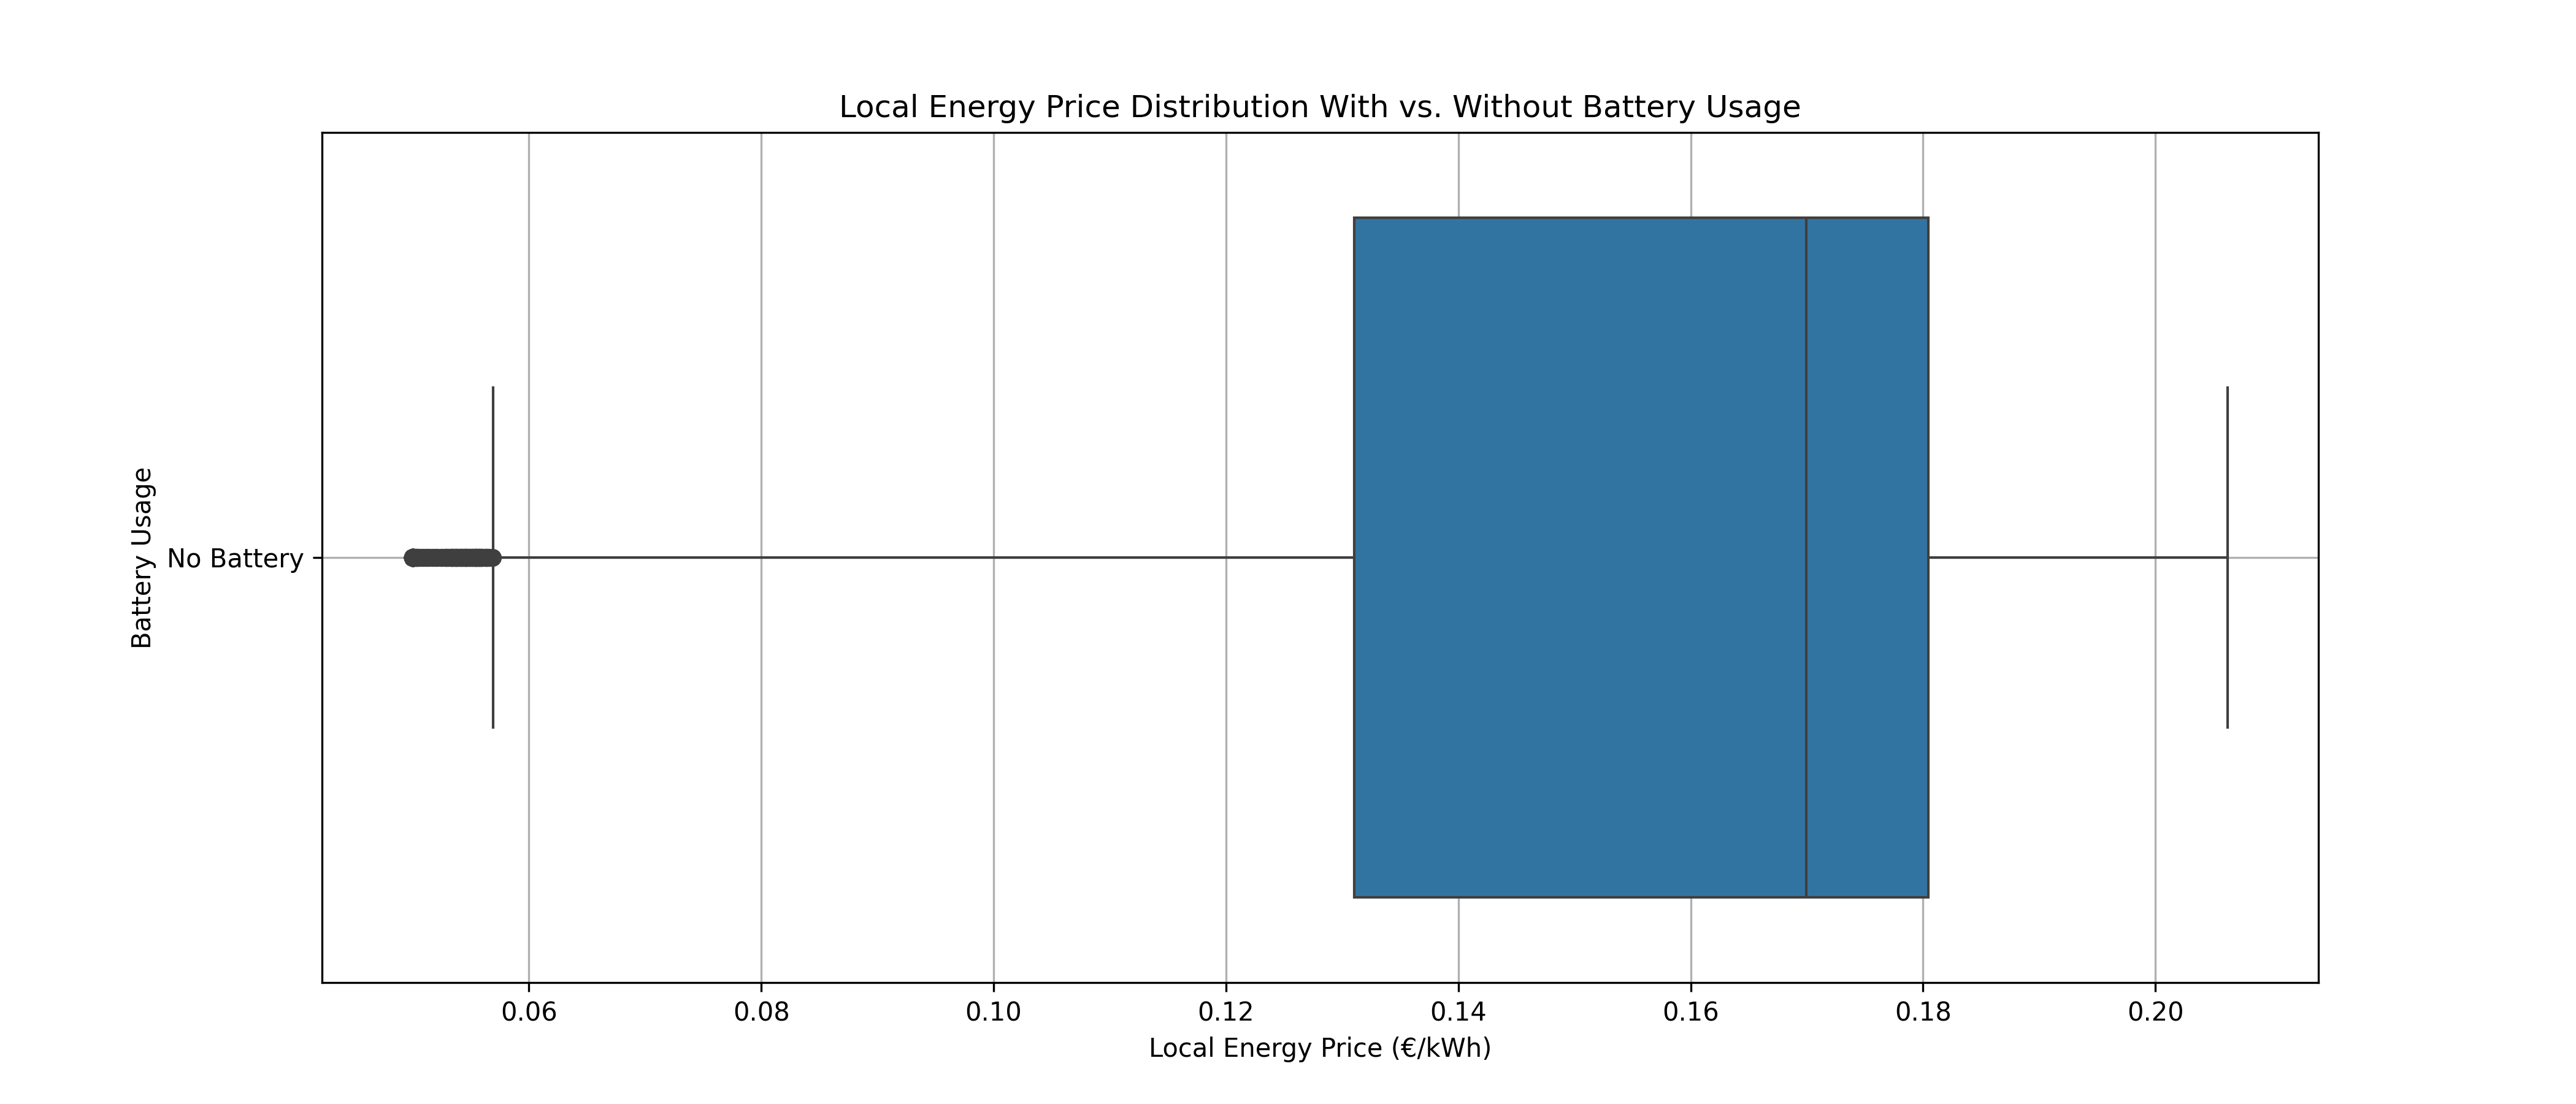 Local Energy Price Distribution With vs. Without Battery Usage
Battery Usage
No Battery
0.06 0.08 0.10 0.12 0.14 0.16 0.18 0.20
Local Energy Price (€/kWh)